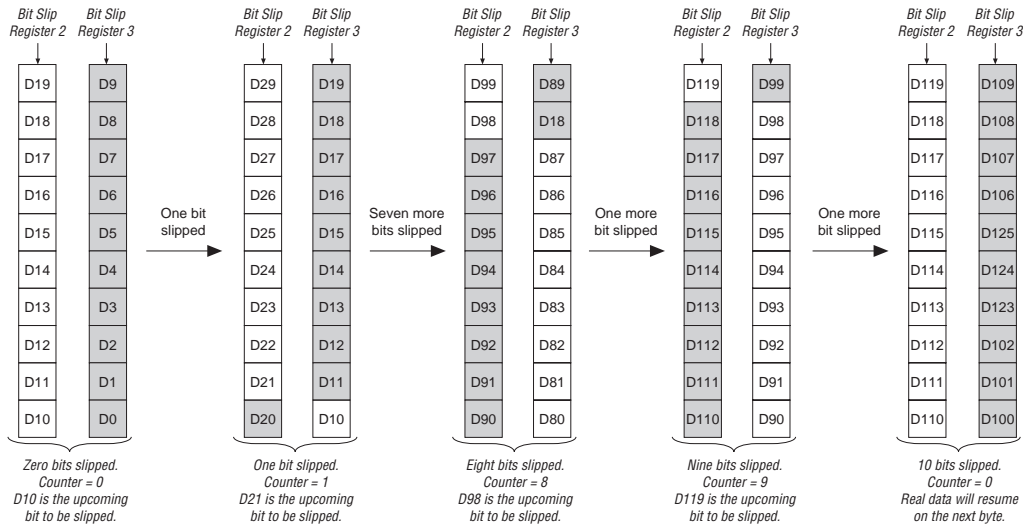 Bit Slip Register 2 Bit Slip Register 3 Bit Slip Register 2 Bit Slip Register 3 Bit Slip Register 2 Bit Slip Register 3 Bit Slip Register 2 Bit Slip Register 3 Bit Slip Register 2 Bit Slip Register 3
D19 D9 D29 D19 D99 D89 D119 D99 D119 D109
D18 D8 D28 D18 D98 D18 D118 D98 D118 D108
D17 D7 D27 D17 D97 D87 D117 D97 D117 D107
D16 D6 D26 D16 D96 D86 D116 D96 D116 D106
D15 D5 D25 D15 D95 D85 D115 D95 D115 D125
D14 D4 D24 D14 D94 D84 D114 D94 D114 D124
D13 D3 D23 D13 D93 D83 D113 D93 D113 D123
D12 D2 D22 D12 D92 D82 D112 D92 D112 D102
D11 D1 D21 D11 D91 D81 D111 D91 D111 D101
D10 D0 D20 D10 D90 D80 D110 D90 D110 D100
One bit
slipped
Seven more
bits slipped
One more
bit slipped
One more
bit slipped
Zero bits slipped.
Counter = 0
D10 is the upcoming
bit to be slipped.
One bit slipped.
Counter = 1
D21 is the upcoming
bit to be slipped.
Eight bits slipped.
Counter = 8
D98 is the upcoming
bit to be slipped.
Nine bits slipped.
Counter = 9
D119 is the upcoming
bit to be slipped.
10 bits slipped.
Counter = 0
Real data will resume
on the next byte.